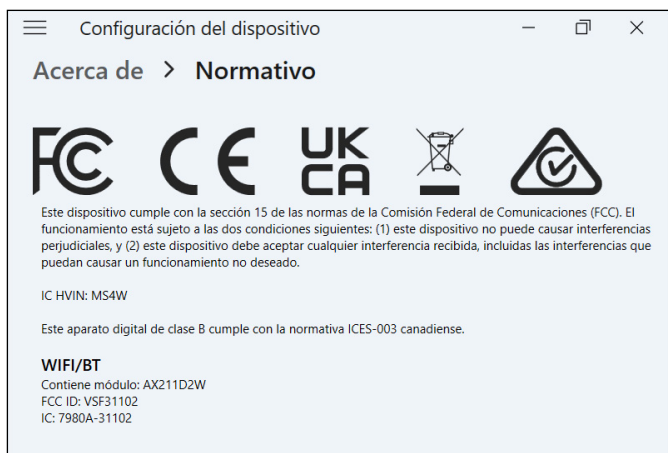 Configuración del dispositivo
Acerca de > Normativo
FC CE UK
CA
Este dispositivo cumple con la sección 15 de las normas de la Comisión Federal de Comunicaciones (FCC). El
funcionamiento está sujeto a las dos condiciones siguientes: (1) este dispositivo no puede causar interferencias
perjudiciales, y (2) este dispositivo debe aceptar cualquier interferencia recibida, incluidas las interferencias que
puedan causar un funcionamiento no deseado.
IC HVIN: MS4W
Este aparato digital de clase B cumple con la normativa ICES-003 canadiense.
WIFI/BT
Contiene módulo: AX211D2W
FCC ID: VSF31102
IC: 7980A-31102